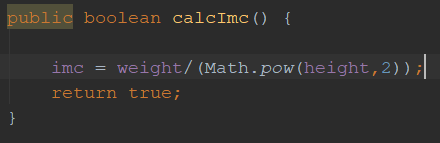 public boolean calcImc() {
imc = weight/(Math.pow(height,2));
return true;
}